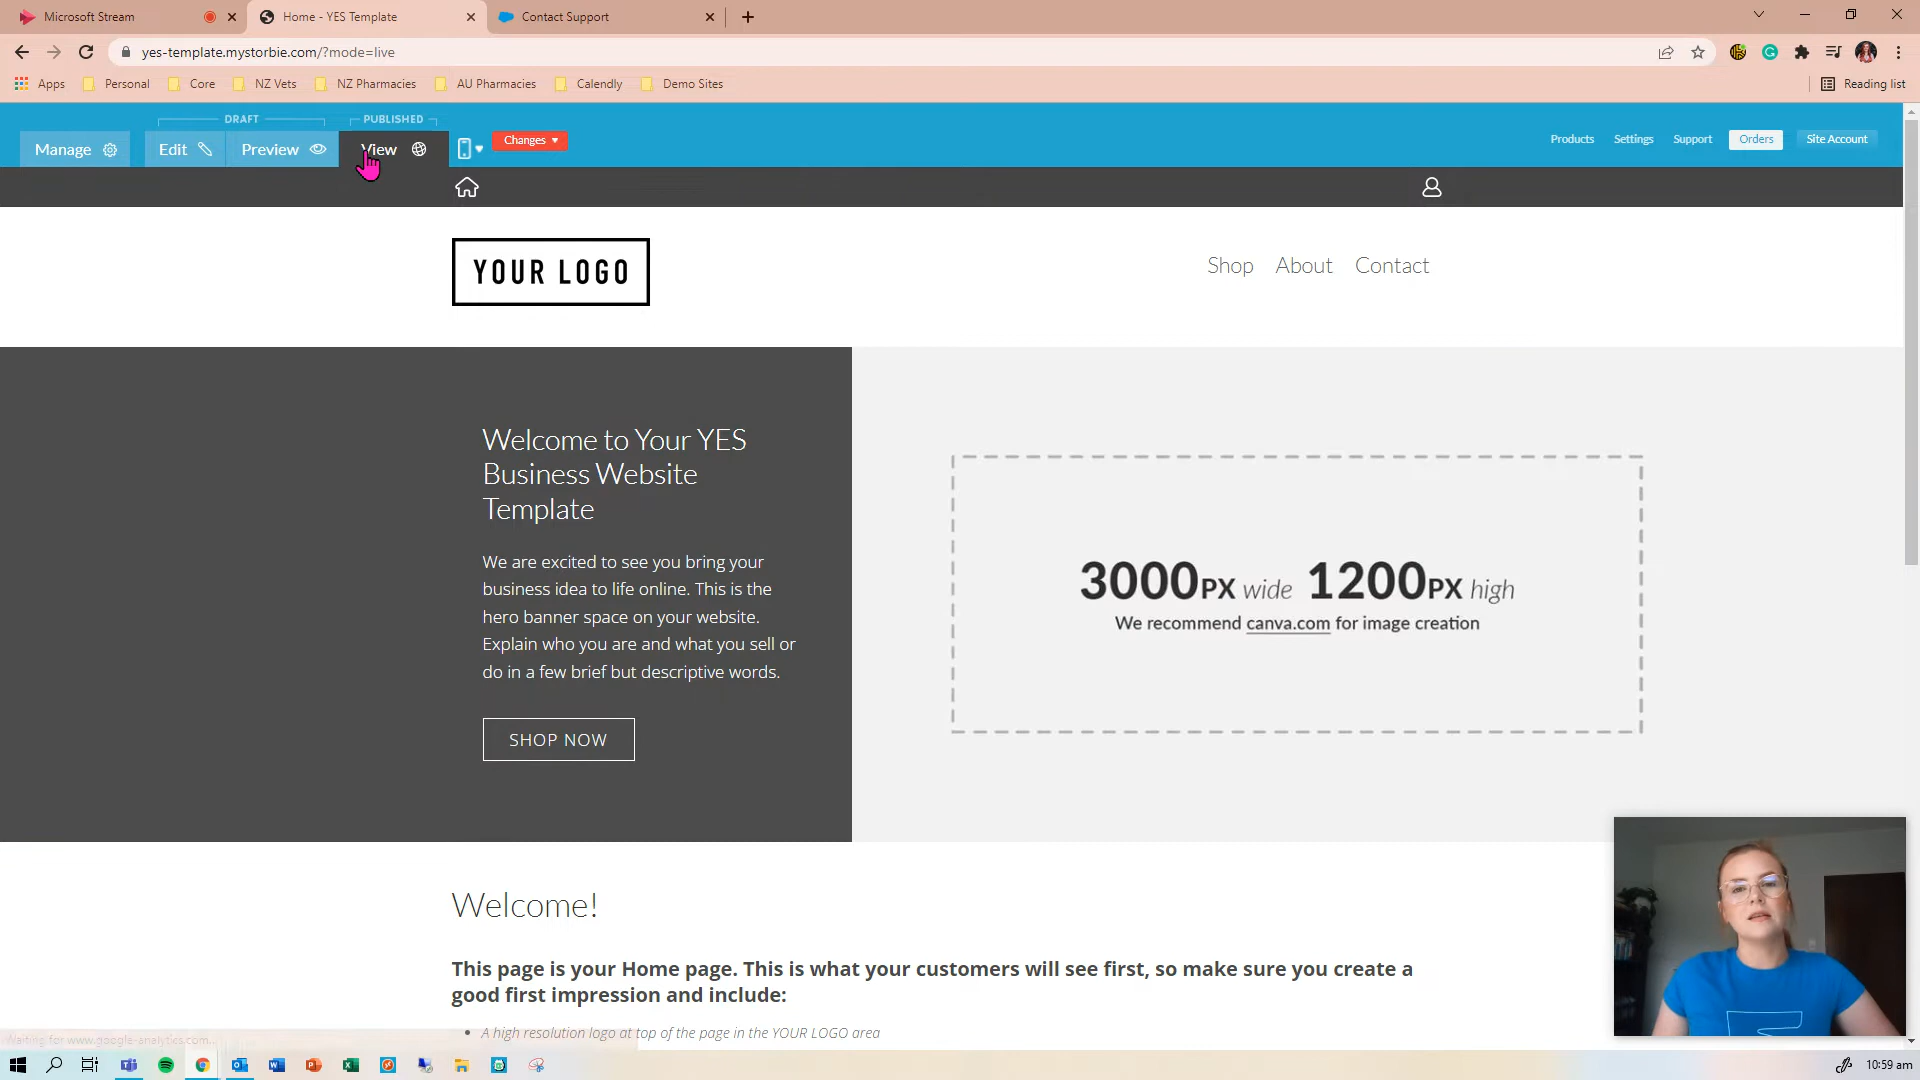 Microsoft Stream
Home - YES Template
Contact Support
yes-template.mystorbie.com/?mode=live
Apps
Personal
Core
NZ Vets
NZ Pharmacies
AU Pharmacies
Calendly
Demo Sites
Reading list
DRAFT
PUBLISHED
Manage
Edit
Preview
View
Changes
Products
Settings
Support
Orders
Site Account
YOUR LOGO
Shop
About
Contact
Welcome to Your YES
Business Website
Template
We are excited to see you bring your
business idea to life online. This is the
hero banner space on your website.
Explain who you are and what you sell or
do in a few brief but descriptive words.
SHOP NOW
3000PX wide 1200PX high
We recommend canva.com for image creation
Welcome!
This page is your Home page. This is what your customers will see first, so make sure you create a
good first impression and include:
• A high resolution logo at top of the page in the YOUR LOGO area
Waiting for www.google-analytics.com...
10:59 am